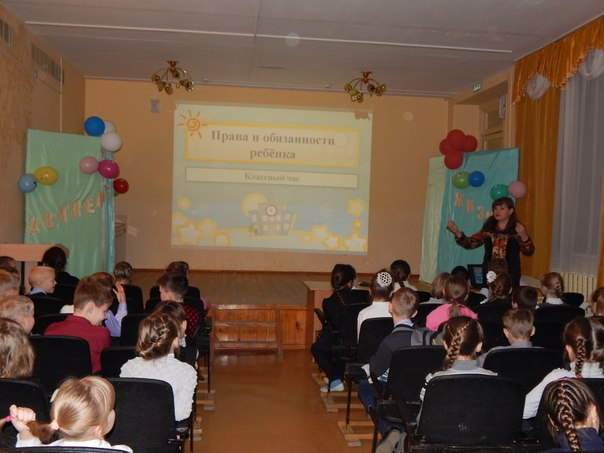 Права и обязанности
ребёнка
Классный час